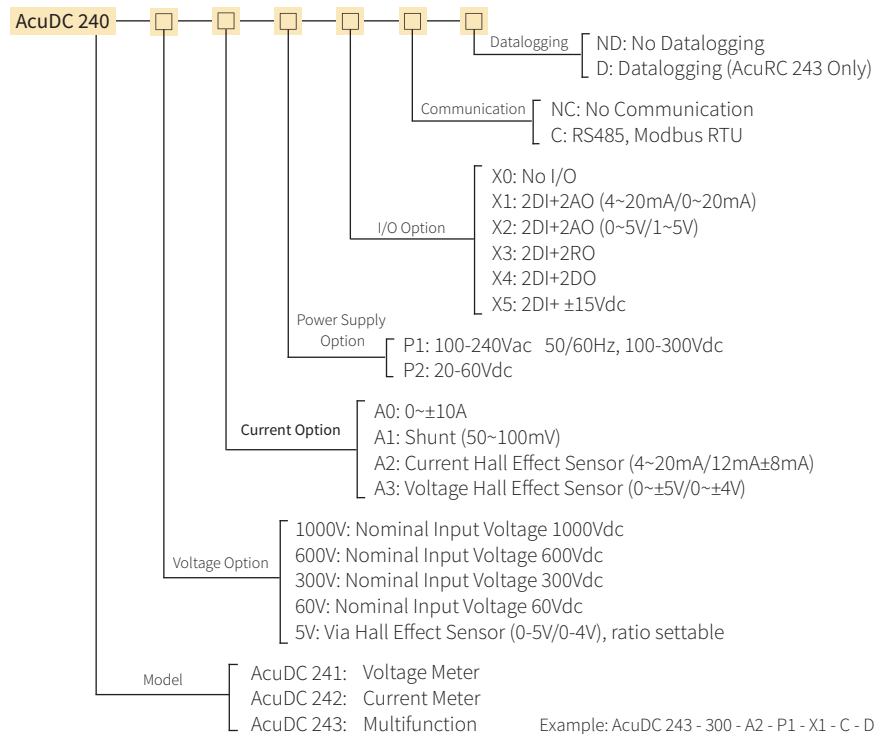 AcuDC 240
Datalogging
ND: No Datalogging
D: Datalogging (AcuRC 243 Only)
Communication
NC: No Communication
C: RS485, Modbus RTU
I/O Option
X0: No I/O
X1: 2DI+2AO (4~20mA/0~20mA)
X2: 2DI+2AO (0~5V/1~5V)
X3: 2DI+2RO
X4: 2DI+2DO
X5: 2DI+ ±15Vdc
Power Supply
Option
P1: 100-240Vac 50/60Hz, 100-300Vdc
P2: 20-60Vdc
Current Option
A0: 0~±10A
A1: Shunt (50~100mV)
A2: Current Hall Effect Sensor (4~20mA/12mA±8mA)
A3: Voltage Hall Effect Sensor (0~±5V/0~±4V)
Voltage Option
1000V: Nominal Input Voltage 1000Vdc
600V: Nominal Input Voltage 600Vdc
300V: Nominal Input Voltage 300Vdc
60V: Nominal Input Voltage 60Vdc
5V: Via Hall Effect Sensor (0-5V/0-4V), ratio settable
Model
AcuDC 241: Voltage Meter
AcuDC 242: Current Meter
AcuDC 243: Multifunction
Example: AcuDC 243 - 300 - A2 - P1 - X1 - C - D